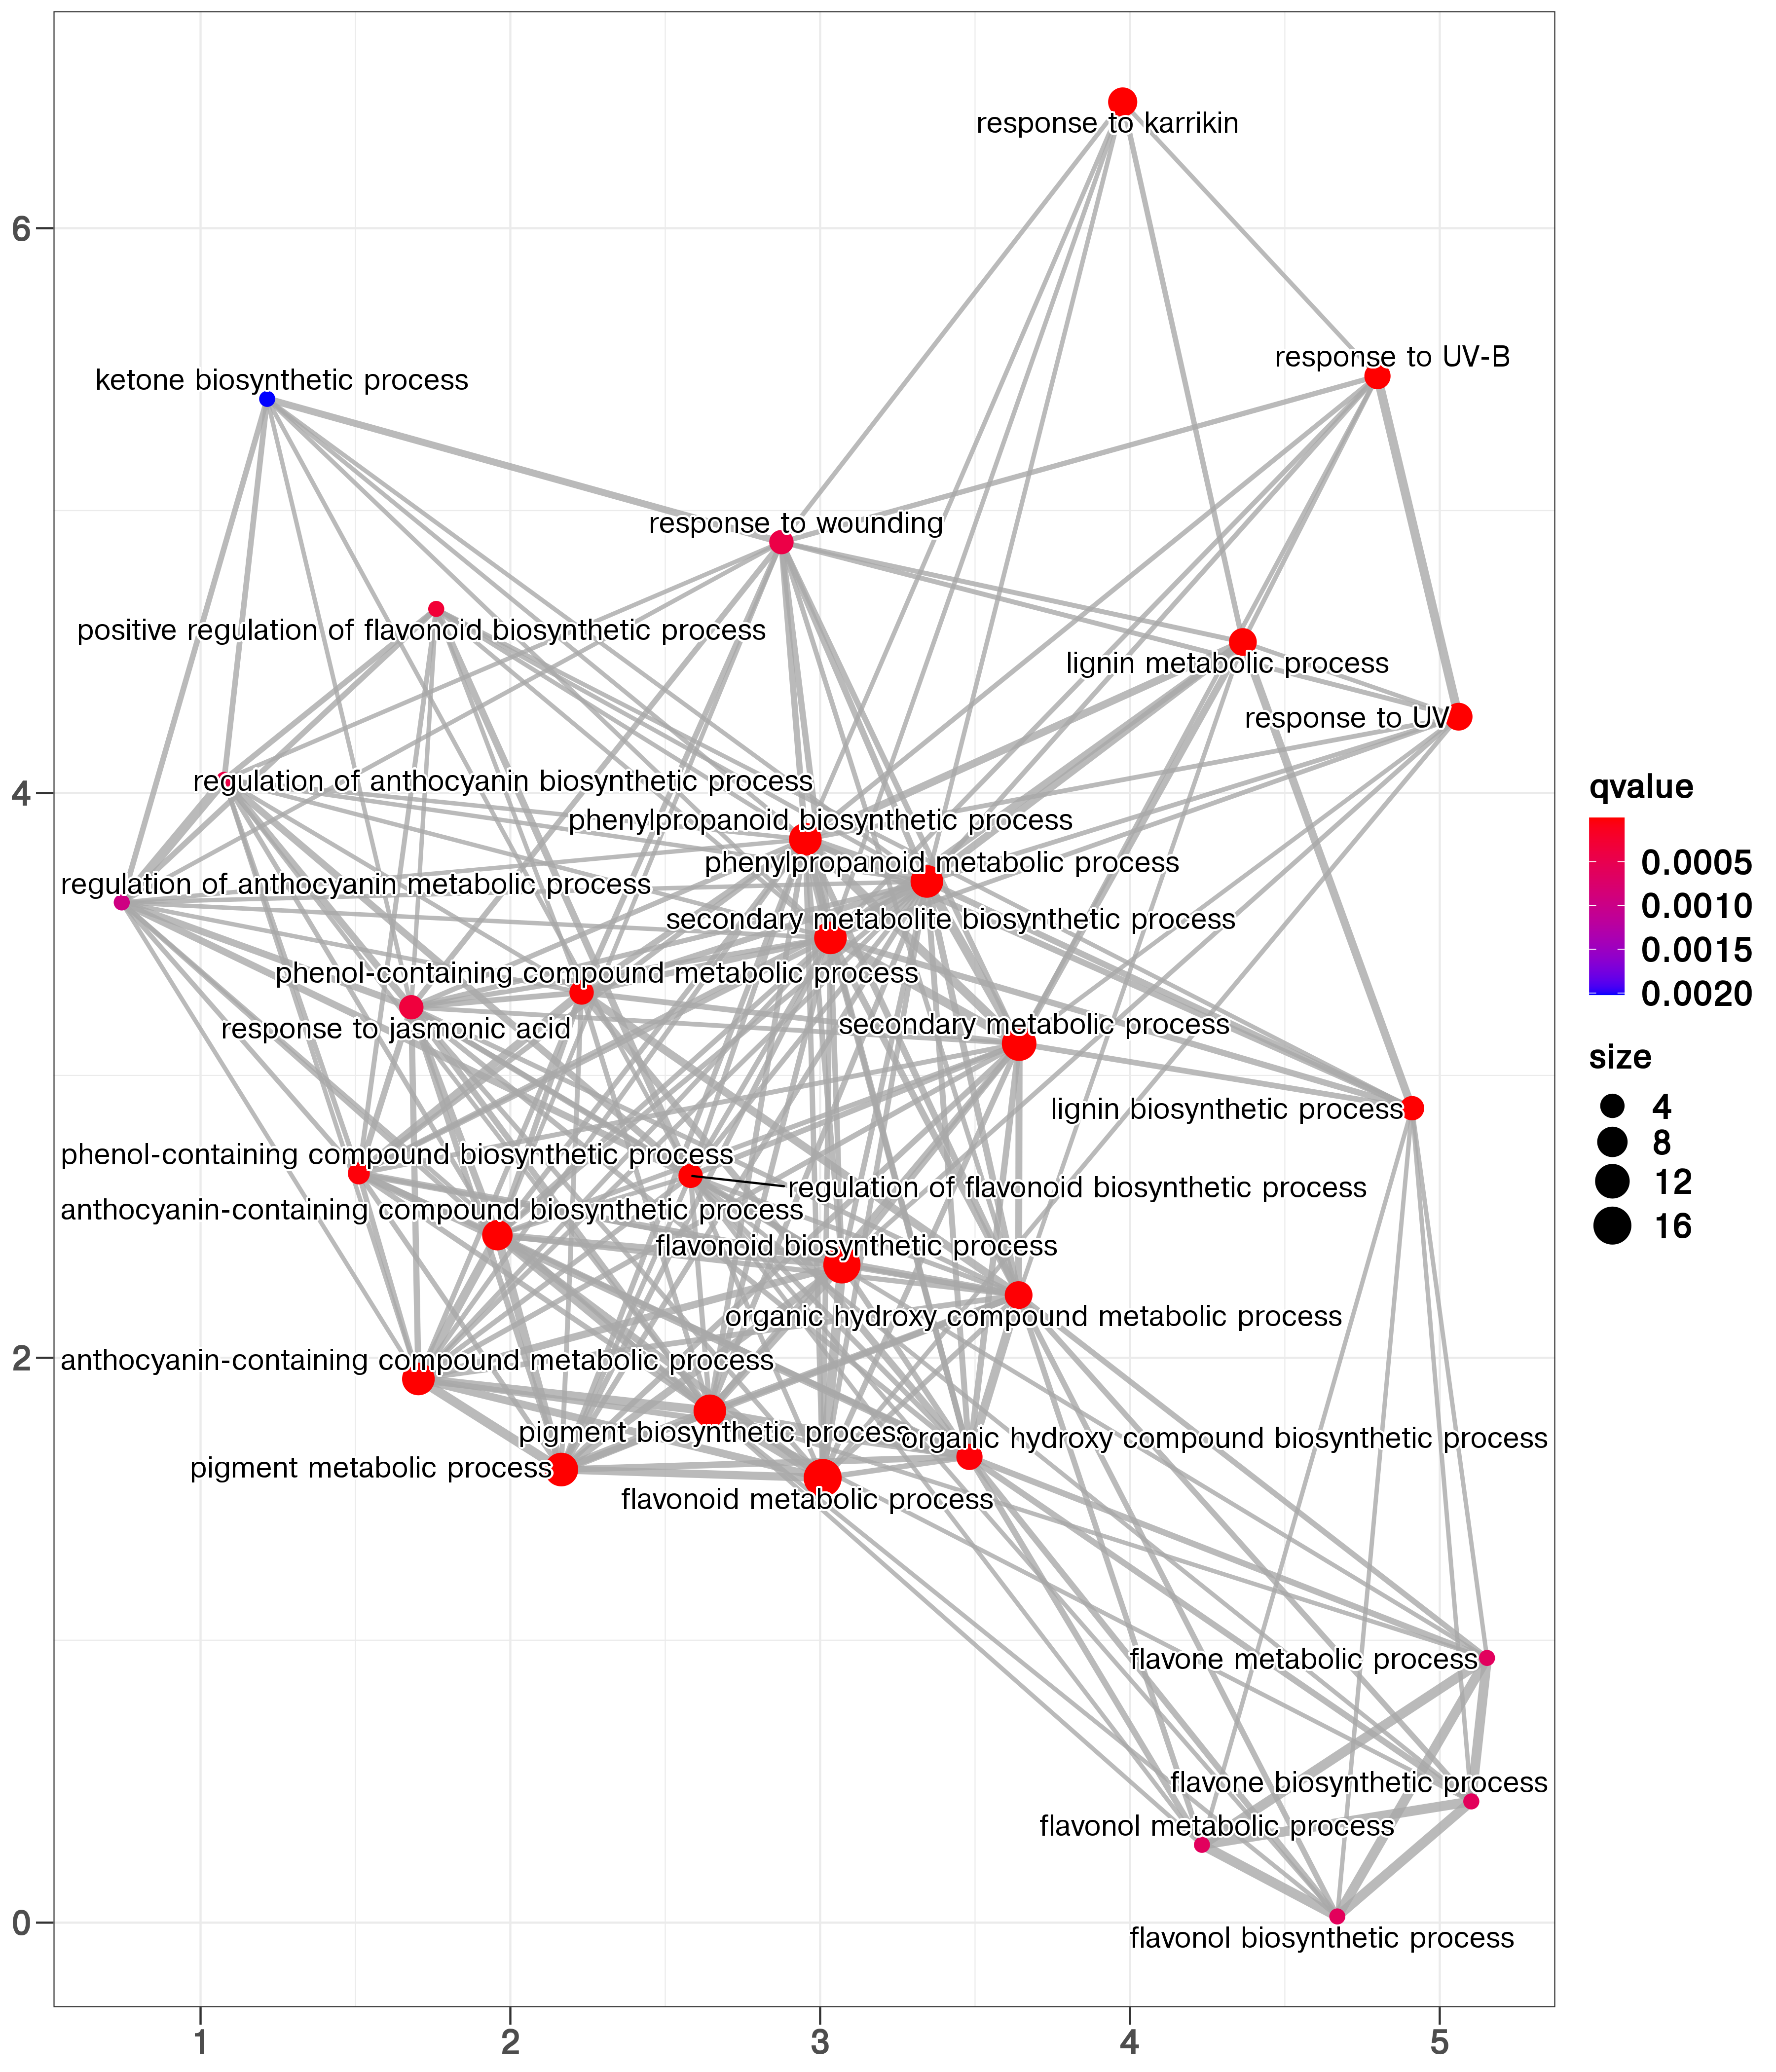 response to karrikin
6
response to UV-B
ketone biosynthetic process
response to wounding
positive regulation of flavonoid biosynthetic process
lignin metabolic process
response to UV
4
regulation of anthocyanin biosynthetic process
phenylpropanoid biosynthetic process
phenylpropanoid metabolic process
regulation of anthocyanin metabolic process
secondary metabolite biosynthetic process
phenol-containing compound metabolic process
response to jasmonic acid
secondary metabolic process
lignin biosynthetic process
phenol-containing compound biosynthetic process
regulation of flavonoid biosynthetic process
anthocyanin-containing compound biosynthetic process
flavonoid biosynthetic process
organic hydroxy compound metabolic process
2
anthocyanin-containing compound metabolic process
pigment biosynthetic process
organic hydroxy compound biosynthetic process
pigment metabolic process
flavonoid metabolic process
flavone metabolic process
flavone biosynthetic process
flavonol metabolic process
0
flavonol biosynthetic process
1 2 3 4 5
qvalue
0.0005
0.0010
0.0015
0.0020
size
4
8
12
16